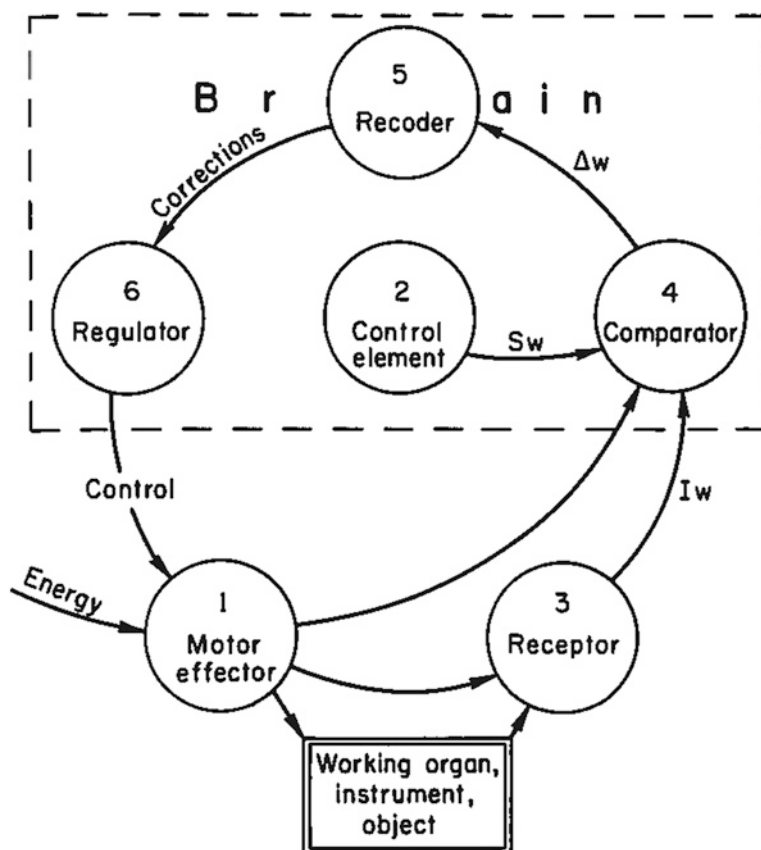 5
B r ain
Recoder
Corrections
Δw
6
Regulator
2
Control
element
Sw
4
Comparator
Control
Iw
Energy
1
Motor
effector
3
Receptor
Working organ,
instrument,
object